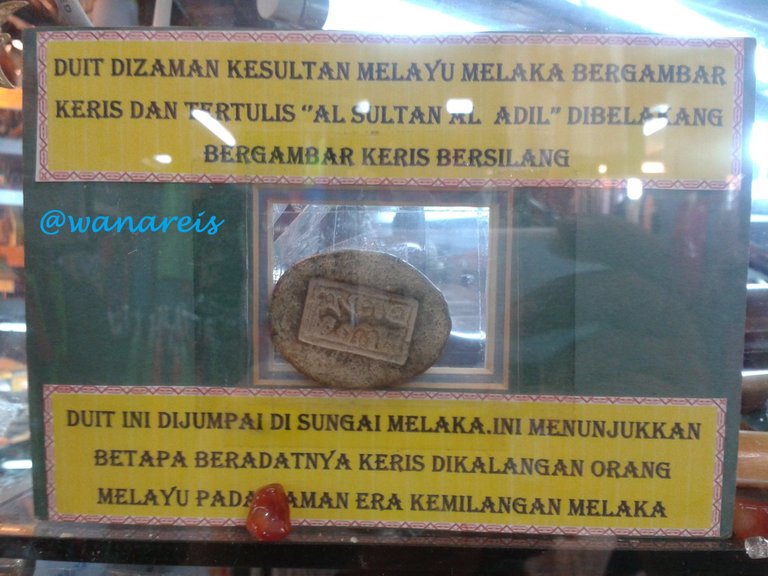 DUIT DIZAMAN KESULTAN MELAYU MELAKA BERGAMBAR
KERIS DAN TERTULIS "AL SULTAN AL ADIL" DIBELAKANG
BERGAMBAR KERIS BERSILANG
@wanareis
DUIT INI DIJUMPAI DI SUNGAI MELAKA.INI MENUNJUKKAN
BETAPA BERADATNYA KERIS DIKALANGAN ORANG
MELAYU PADA ZAMAN ERA KEMILANGAN MELAKA